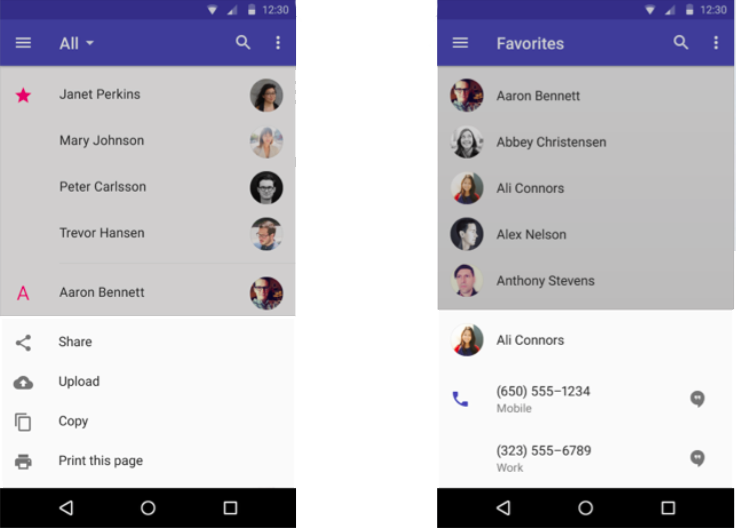 12:30
All
Janet Perkins
Mary Johnson
Peter Carlsson
Trevor Hansen
A
Aaron Bennett
Share
Upload
Copy
Print this page
12:30
Favorites
Aaron Bennett
Abbey Christensen
Ali Connors
Alex Nelson
Anthony Stevens
Ali Connors
(650) 555–1234
Mobile
(323) 555–6789
Work